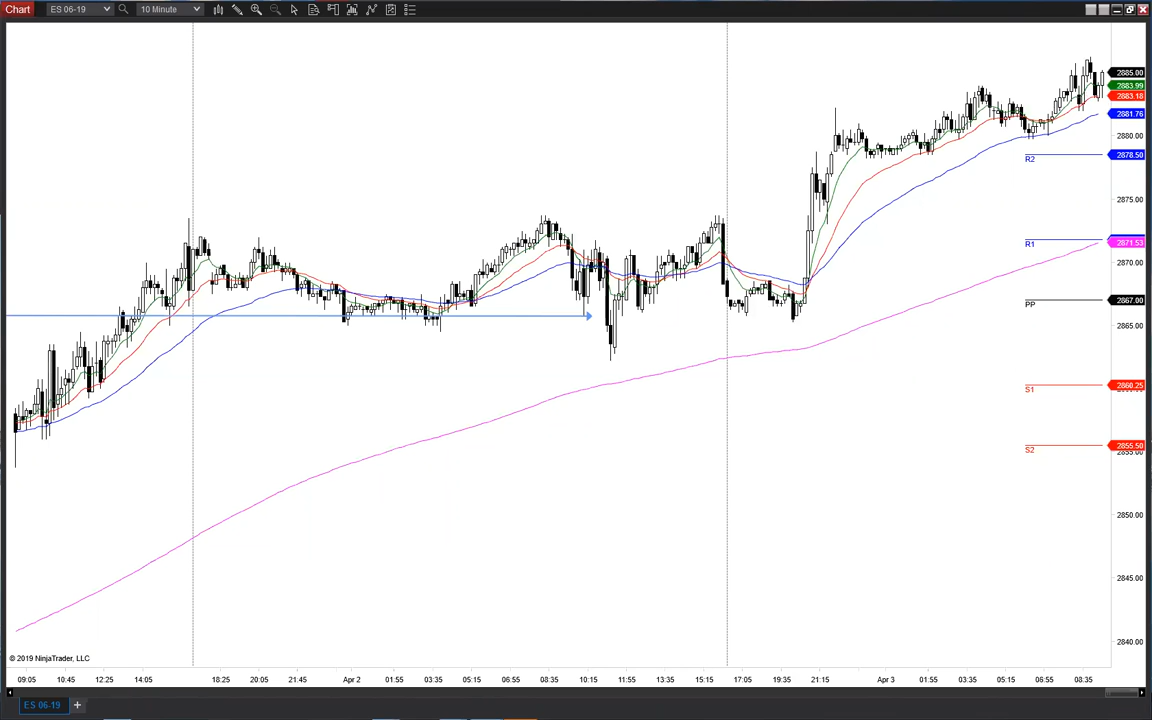 Chart ES 06-19 10 Minute
2885.00
2883.99
2883.18
2881.76
2880.00
R2 2878.50
2875.00
R1 2871.53
2870.00
PP 2867.00
2865.00
S1 2860.25
S2 2855.50
2855.00
2850.00
2845.00
2840.00
© 2019 NinjaTrader, LLC
09:05 10:45 12:25 14:05 18:25 20:05 21:45 Apr 2 01:55 03:35 05:15 06:55 08:35 10:15 11:55 13:35 15:15 17:05 19:35 21:15 Apr 3 01:55 03:35 05:15 06:55 08:35
ES 06-19 +